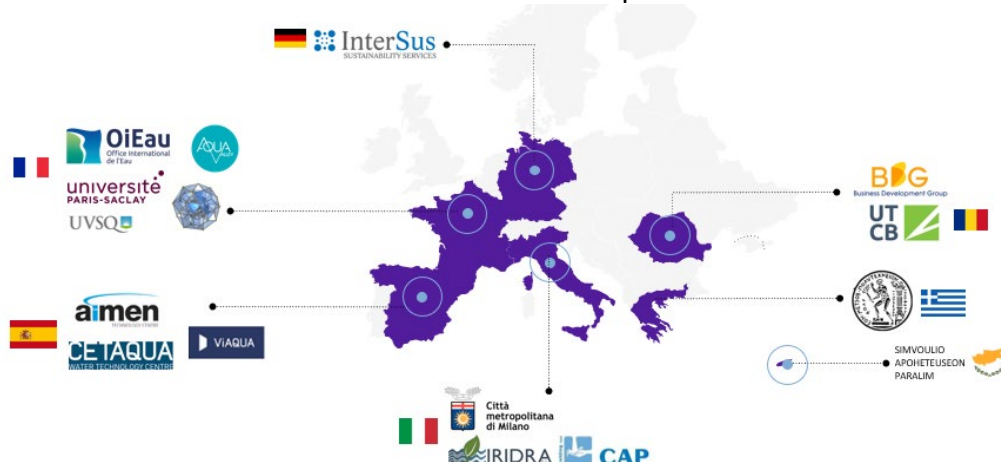 InterSus
SUSTAINABILITY SERVICES
OiEau
Office International
de l'Eau
AQUA
université
PARIS-SACLAY
UVSQ
BDG
Business Development Group
UT
CB
aimen
TECHNOLOGY CENTRE
CETAQUA
WATER TECHNOLOGY CENTRE
VIAQUA
SIMVOULIO
APOHETEUSEON
PARALIM
Città
metropolitana
di Milano
IRIDRA
CAP